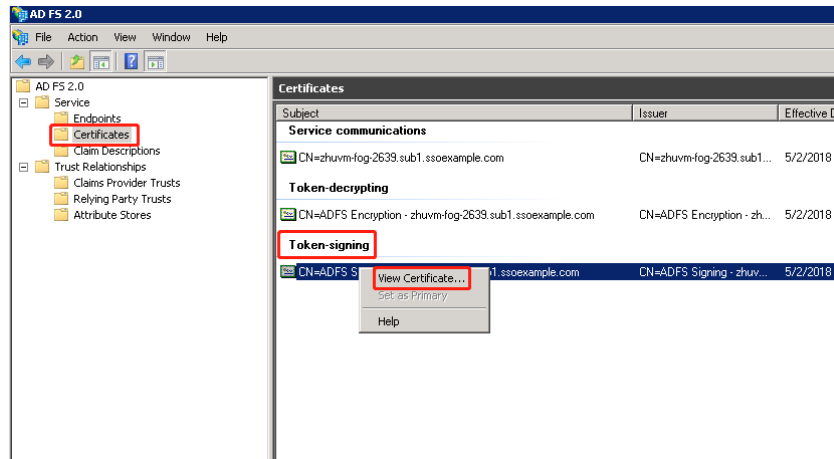 AD FS 2.0
File Action View Window Help
AD FS 2.0
Service
Endpoints
Certificates
Claim Descriptions
Trust Relationships
Claims Provider Trusts
Relying Party Trusts
Attribute Stores
Certificates
Subject Issuer Effective D
Service communications
CN=zhuvm-fog-2639.sub1.ssoexample.com CN=zhuvm-fog-2639.sub1... 5/2/2018
Token-decrypting
CN=ADFS Encryption - zhuvm-fog-2639.sub1.ssoexample.com CN=ADFS Encryption - zh... 5/2/2018
Token-signing
CN=ADFS S 1.ssoexample.com CN=ADFS Signing - zhuv... 5/2/2018
View Certificate...
Set as Primary
Help